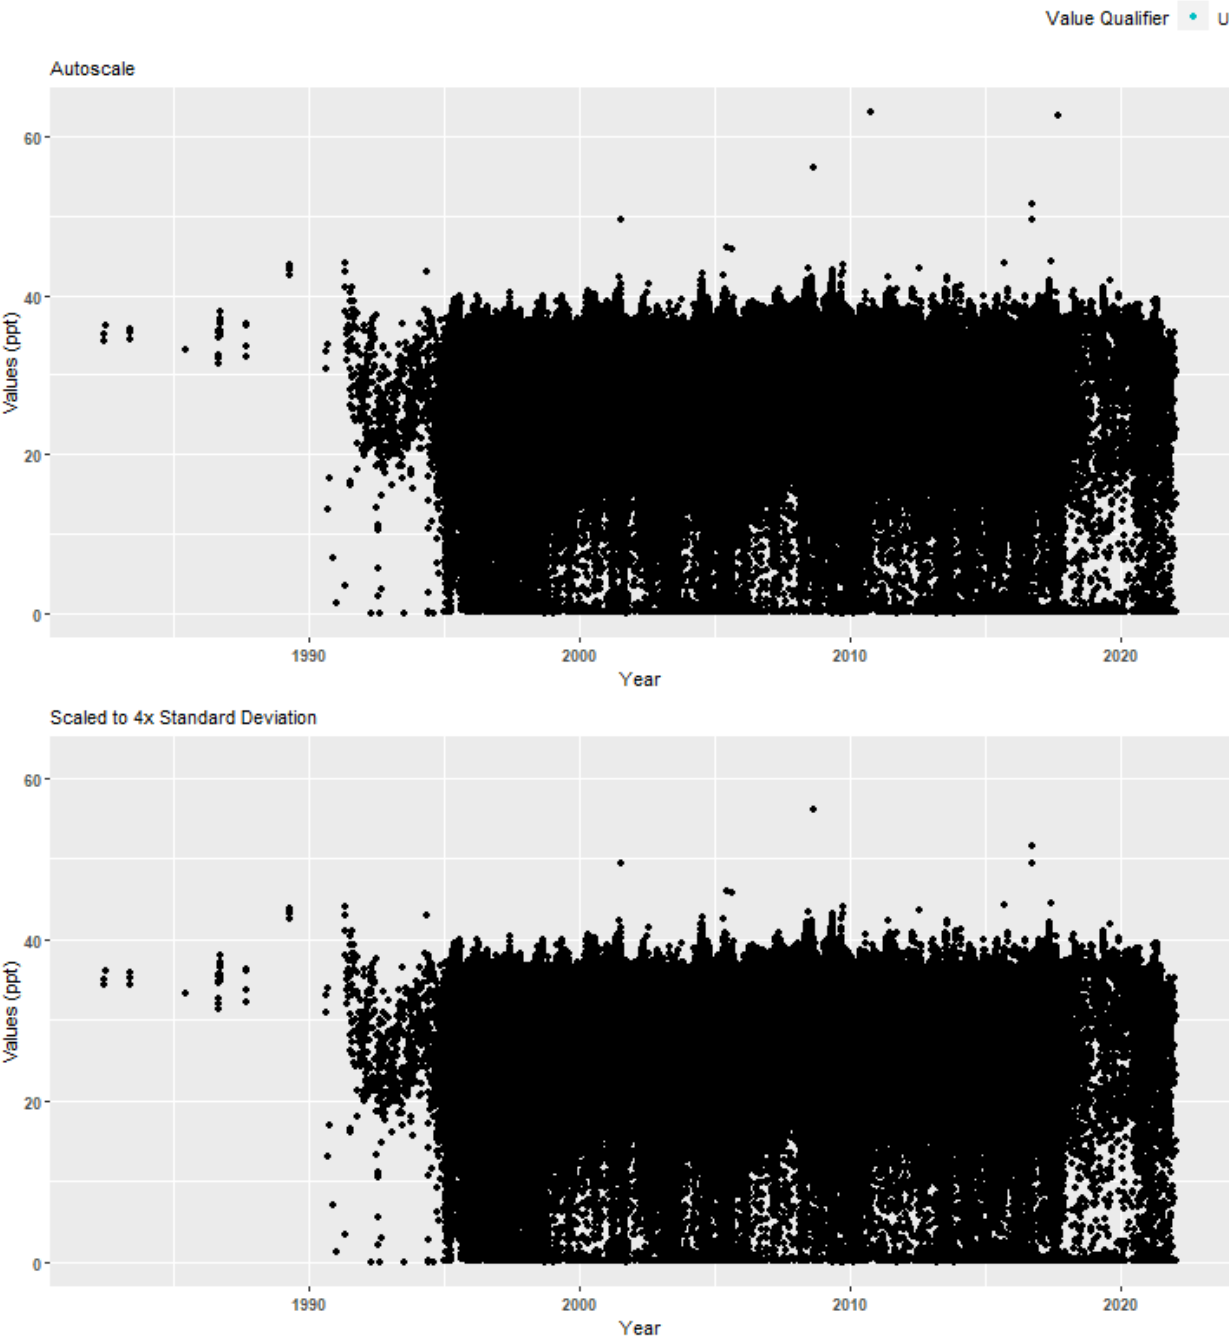 Value Qualifier U
Autoscale
60
40
20
0
Values (ppt)
1990 2000 2010 2020
Year
Scaled to 4x Standard Deviation
60
40
20
0
Values (ppt)
1990 2000 2010 2020
Year